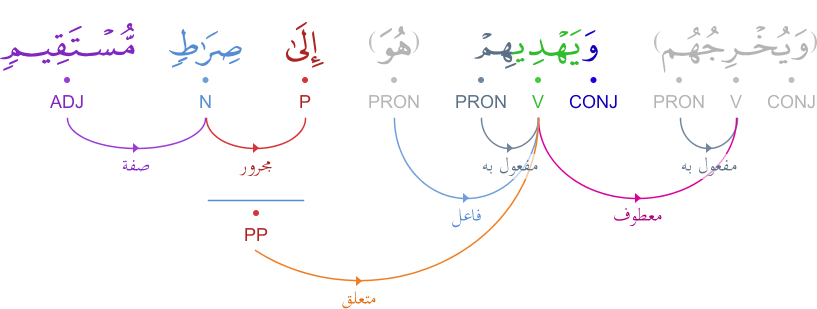 (وَيُخْرِجُهُم) وَيَهْدِيهِمْ (هُوَ) إِلَىٰ صِرَٰطٍ مُّسْتَقِيمٍ
CONJ V PRON CONJ V PRON PRON P N ADJ
مفعول به مفعول به مجرور صفة
معطوف فاعل
PP
متعلق